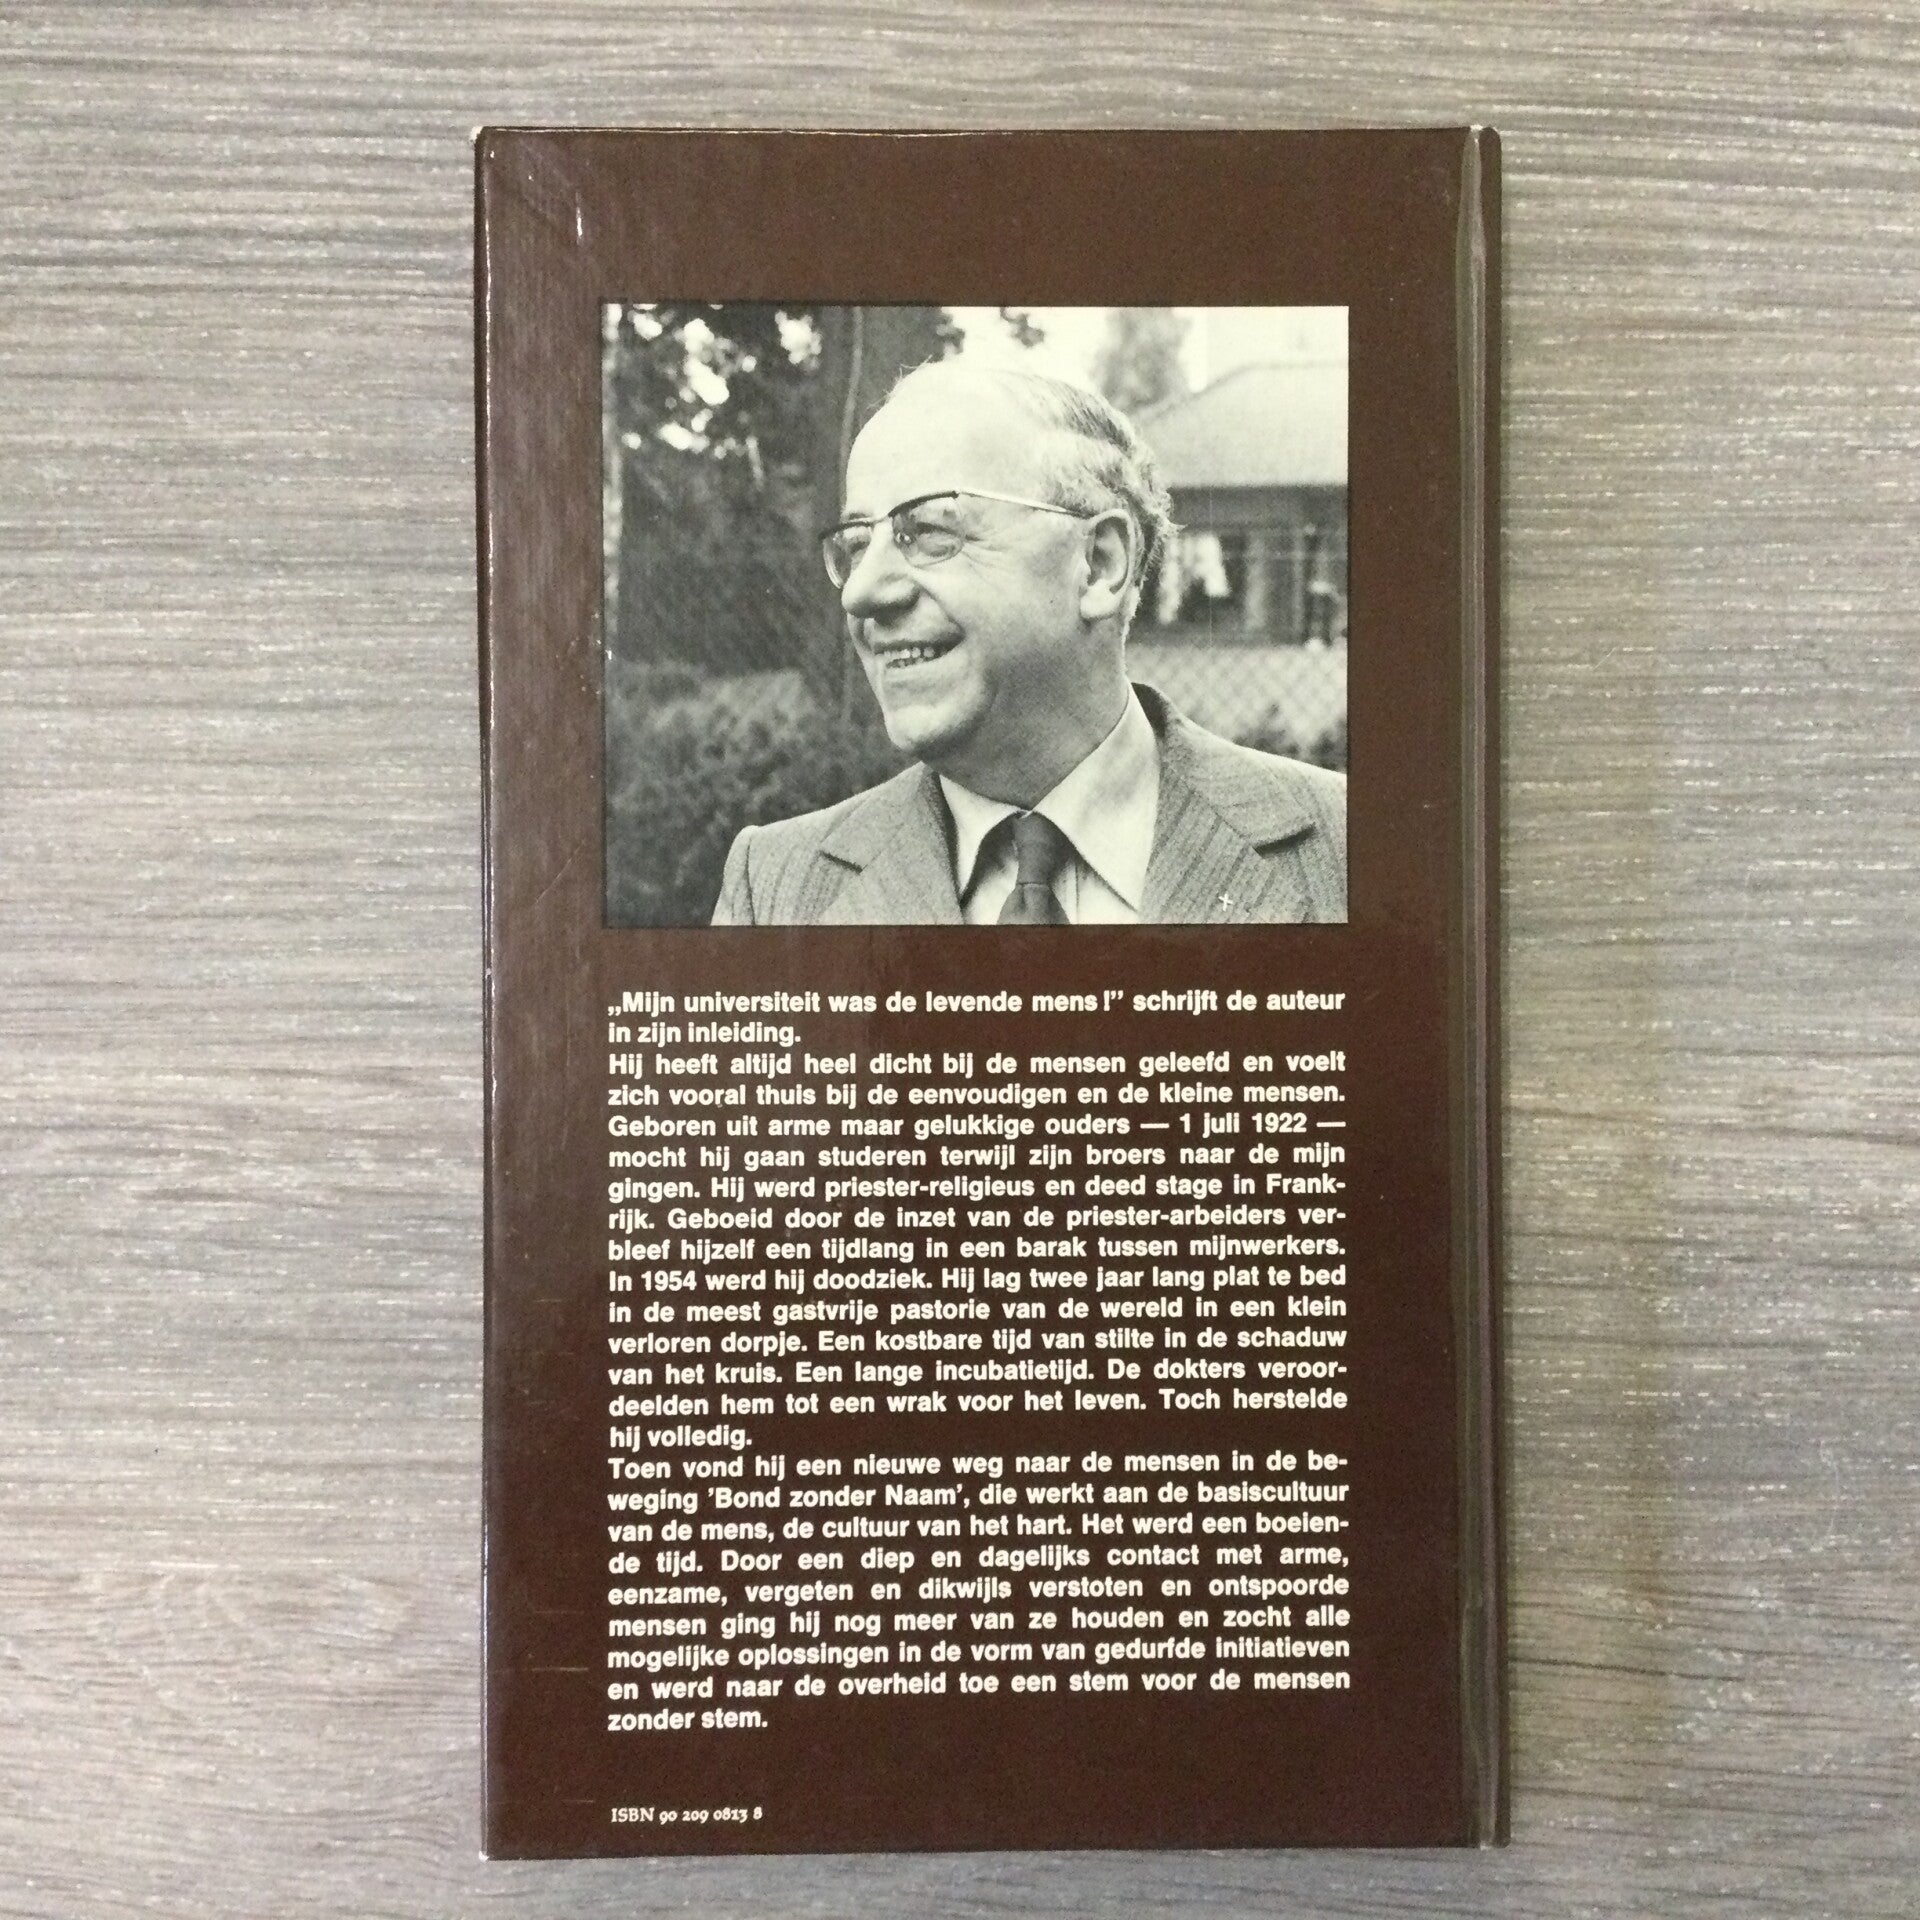 „Mijn universiteit was de levende mens!” schrijft de auteur
in zijn inleiding.
Hij heeft altijd heel dicht bij de mensen geleefd en voelt
zich vooral thuis bij de eenvoudigen en de kleine mensen.
Geboren uit arme maar gelukkige ouders — 1 juli 1922 —
mocht hij gaan studeren terwijl zijn broers naar de mijn
gingen. Hij werd priester-religieus en deed stage in Frank-
rijk. Geboeid door de inzet van de priester-arbeiders ver-
bleef hijzelf een tijdlang in een barak tussen mijnwerkers.
In 1954 werd hij doodziek. Hij lag twee jaar lang plat te bed
in de meest gastvrije pastorie van de wereld in een klein
verloren dorpje. Een kostbare tijd van stilte in de schaduw
van het kruis. Een lange incubatietijd. De dokters veroor-
deelden hem tot een wrak voor het leven. Toch herstelde
hij volledig.
Toen vond hij een nieuwe weg naar de mensen in de be-
weging ’Bond zonder Naam’, die werkt aan de basiscultuur
van de mens, de cultuur van het hart. Het werd een boeien-
de tijd. Door een diep en dagelijks contact met arme,
eenzame, vergeten en dikwijls verstoten en ontspoorde
mensen ging hij nog meer van ze houden en zocht alle
mogelijke oplossingen in de vorm van gedurfde initiatieven
en werd naar de overheid toe een stem voor de mensen
zonder stem.
ISBN 90 209 0813 8